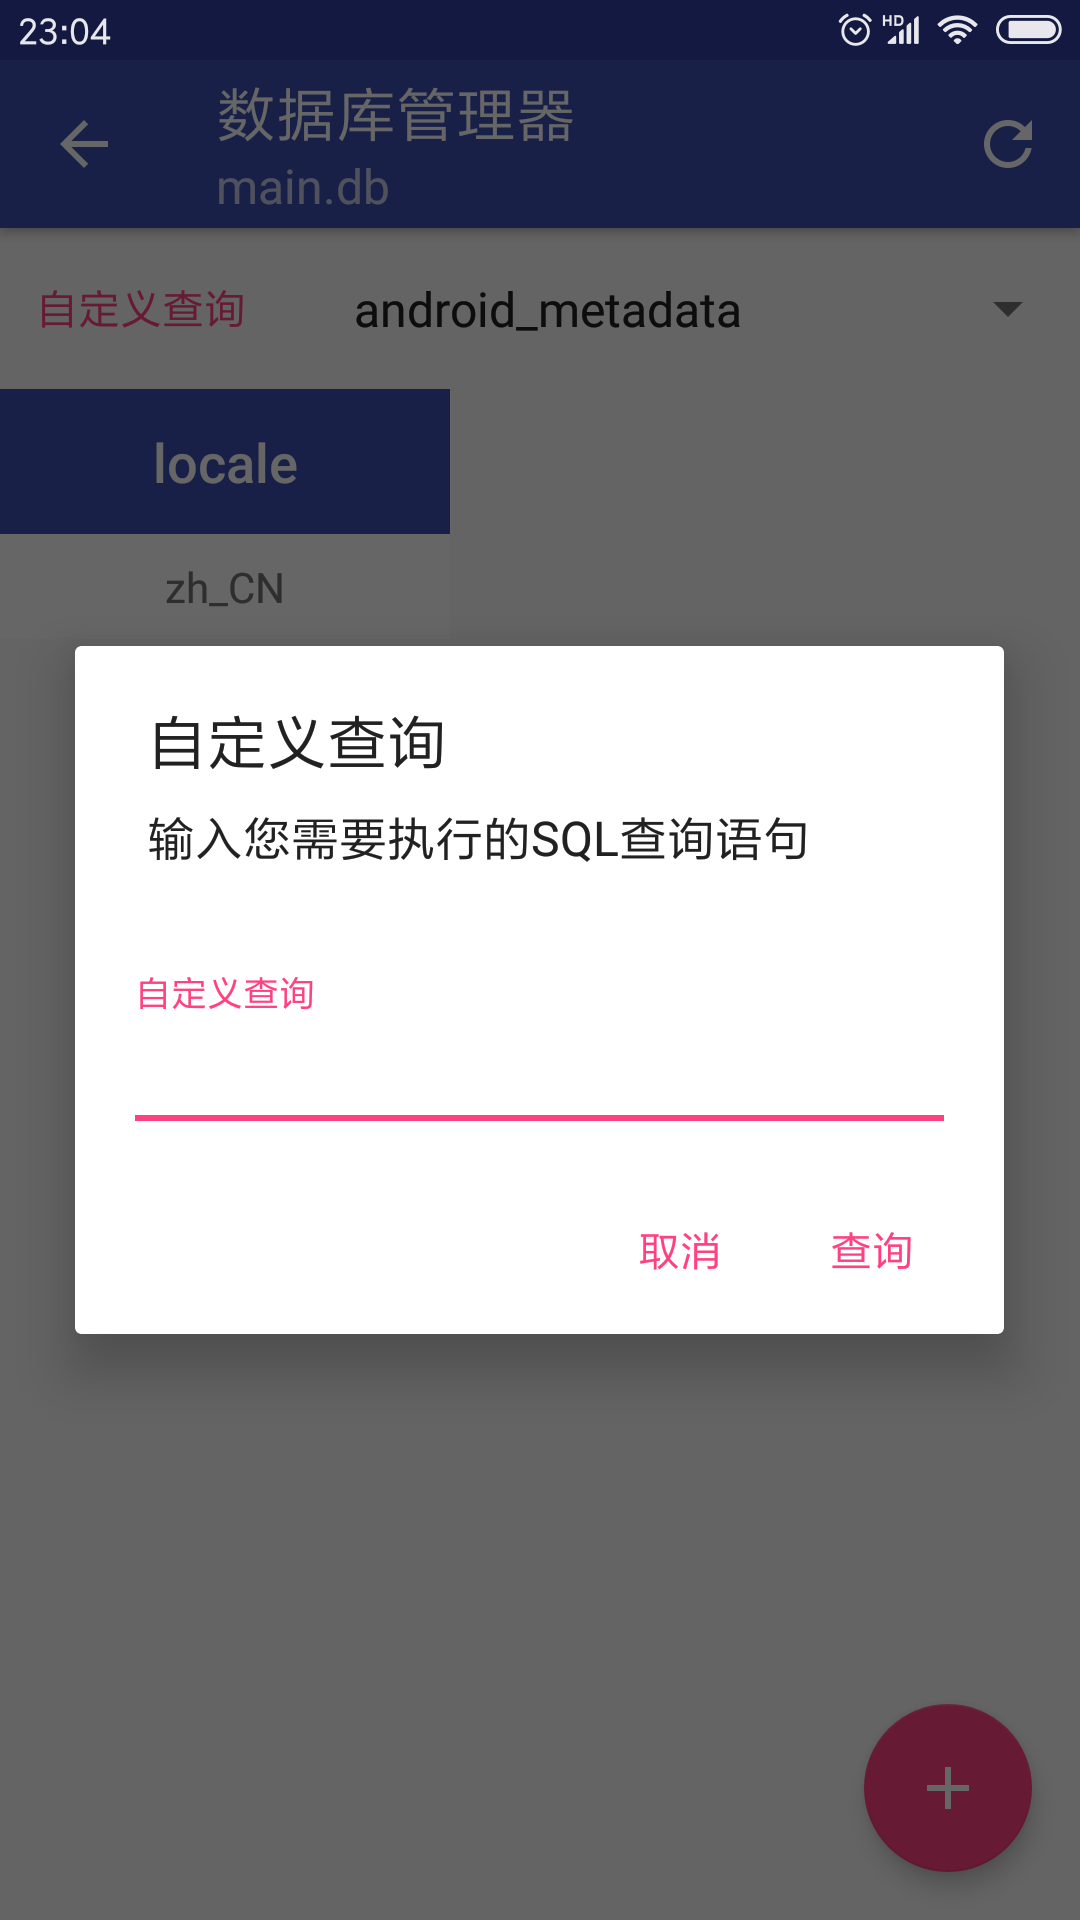 23:04
HD
数据库管理器
main.db
自定义查询
android_metadata
locale
zh_CN
自定义查询
输入您需要执行的SQL查询语句
自定义查询
取消
查询